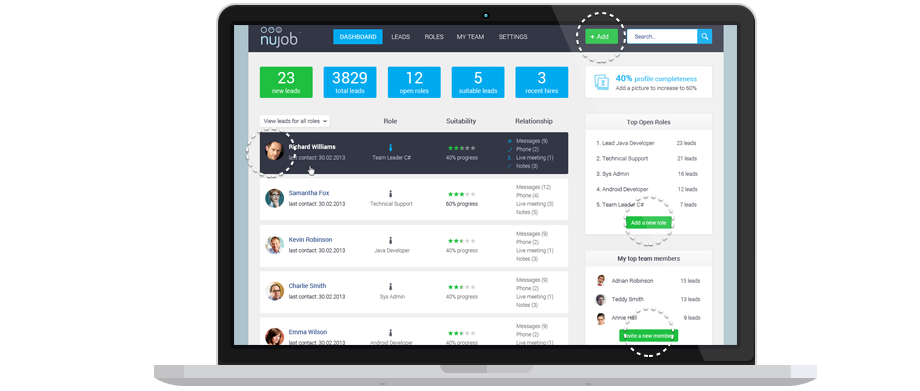 nujob
DASHBOARD LEADS ROLES MY TEAM SETTINGS
+ Add
Search...
23
new leads
3829
total leads
12
open roles
5
suitable leads
3
recent hires
40% profile completeness
Add a picture to increase to 60%
View leads for all roles
Role
Suitability
Relationship
Richard Williams
last contact: 30.02.2013
Team Leader C#
40% progress
Messages (9)
Phone (2)
Live meeting (1)
Notes (3)
Samantha Fox
last contact: 30.02.2013
Technical Support
60% progress
Messages (12)
Phone (4)
Live meeting (3)
Notes (5)
Kevin Robinson
last contact: 30.02.2013
Java Developer
40% progress
Messages (9)
Phone (2)
Live meeting (1)
Notes (3)
Charlie Smith
last contact: 30.02.2013
Sys Admin
40% progress
Messages (9)
Phone (2)
Live meeting (1)
Notes (3)
Emma Wilson
last contact: 30.02.2013
Android Developer
40% progress
Messages (9)
Phone (2)
Live meeting (1)
Top Open Roles
1. Lead Java Developer 23 leads
2. Technical Support 21 leads
3. Sys Admin 16 leads
4. Android Developer 12 leads
5. Team Leader C# 7 leads
Add a new role
My top team members
Adrian Robinson 15 leads
Teddy Smith 13 leads
Annie Hall 9 leads
Invite a new member